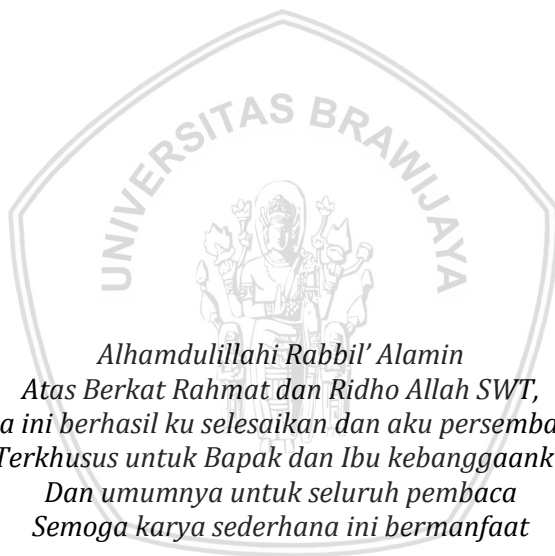 UNIVERSITAS BRAWIJAYA
Alhamdulillahi Rabbil’ Alamin
Atas Berkat Rahmat dan Ridho Allah SWT,
a ini berhasil ku selesaikan dan aku
Terkhusus untuk Bapak dan Ibu
Dan umumnya untuk seluruh pembaca
Semoga karya sederhana ini bermanfaat